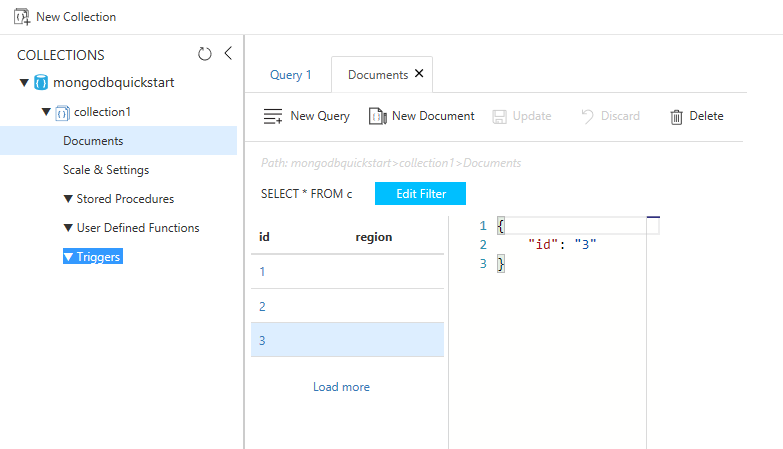 New Collection
COLLECTIONS
mongodbquickstart
collection1
Documents
Scale & Settings
Stored Procedures
User Defined Functions
Triggers
Query 1
Documents
New Query
New Document
Update
Discard
Delete
Path: mongodbquickstart>collection1>Documents
SELECT * FROM c
Edit Filter
id region
1
2
3
Load more
1 {
2 "id": "3"
3 }